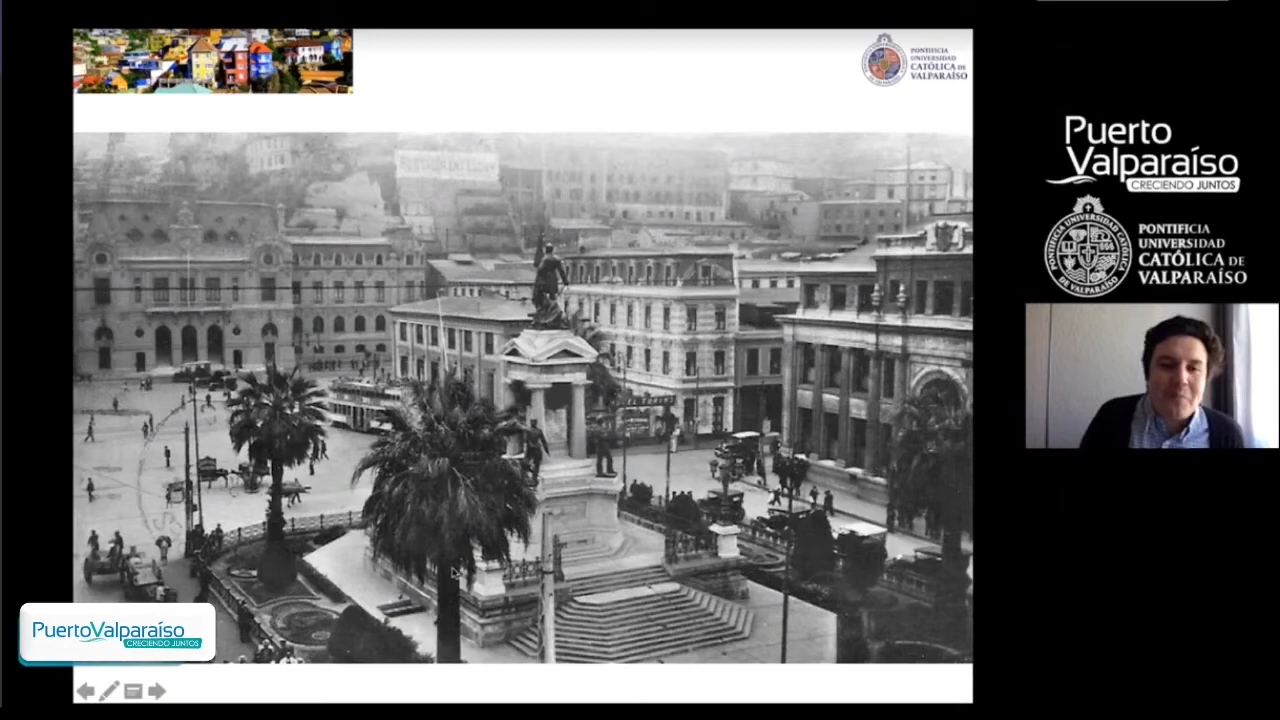 PONTIFICIA
UNIVERSIDAD
CATÓLICA DE
VALPARAÍSO
Puerto
Valparaíso
CRECIENDO JUNTOS
PONTIFICIA
UNIVERSIDAD
CATÓLICA DE
VALPARAÍSO
PuertoValparaíso
CRECIENDO JUNTOS